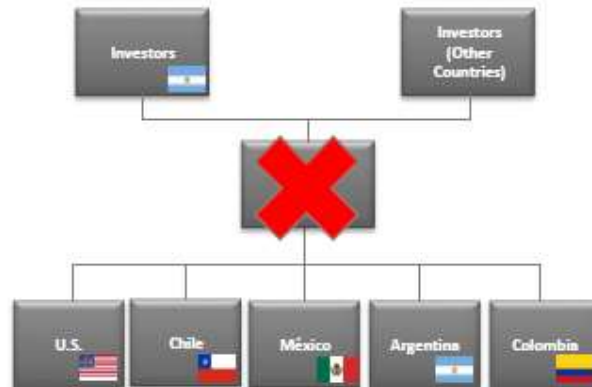 Investors
Investors
(Other
Countries)
U.S.
Chile
México
Argentina
Colombia